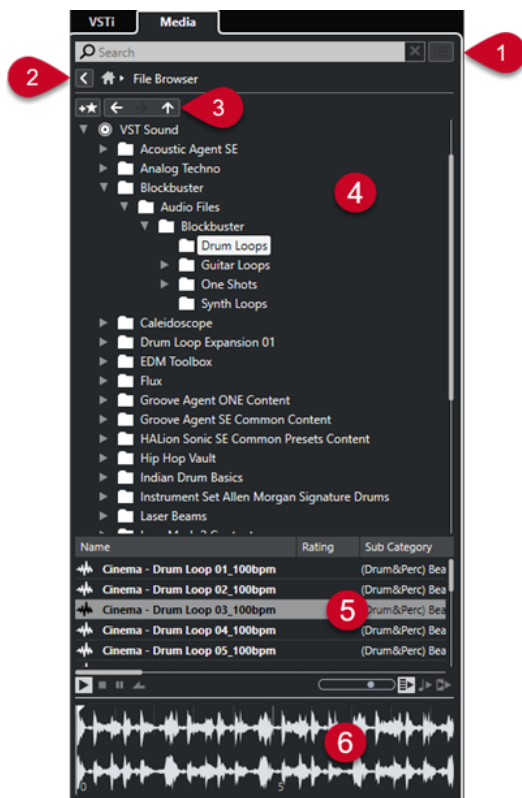 VSTi Media
Search
1
2
File Browser
3
VST Sound
Acoustic Agent SE
Analog Techno
4
Blockbuster
Audio Files
Blockbuster
Drum Loops
Guitar Loops
One Shots
Synth Loops
Caleidoscope
Drum Loop Expansion 01
EDM Toolbox
Flux
Groove Agent ONE Content
Groove Agent SE Common Content
HALion Sonic SE Common Presets Content
Hip Hop Vault
Indian Drum Basics
Instrument Set Allen Morgan Signature Drums
Laser Beams
Name Rating Sub Category
Cinema - Drum Loop 01_100bpm (Drum&Perc) Bea
Cinema - Drum Loop 02_100bpm (Drum&Perc) Bea
Cinema - Drum Loop 03_100bpm 5 Drum&Perc) Bea
Cinema - Drum Loop 04_100bpm (Drum&Perc) Bea
Cinema - Drum Loop 05_100bpm (Drum&Perc) Bea
6
0 5